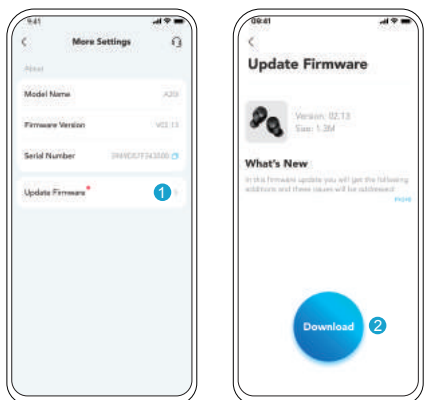 9:41
More Settings
About
Model Name A20i
Firmware Version V02.13
Serial Number
Update Firmware
1
09:41
Update Firmware
Version: 02.13
Size: 1.3M
What's New
In this firmware update you will get the following
additions and these issues will be addressed
more
Download
2